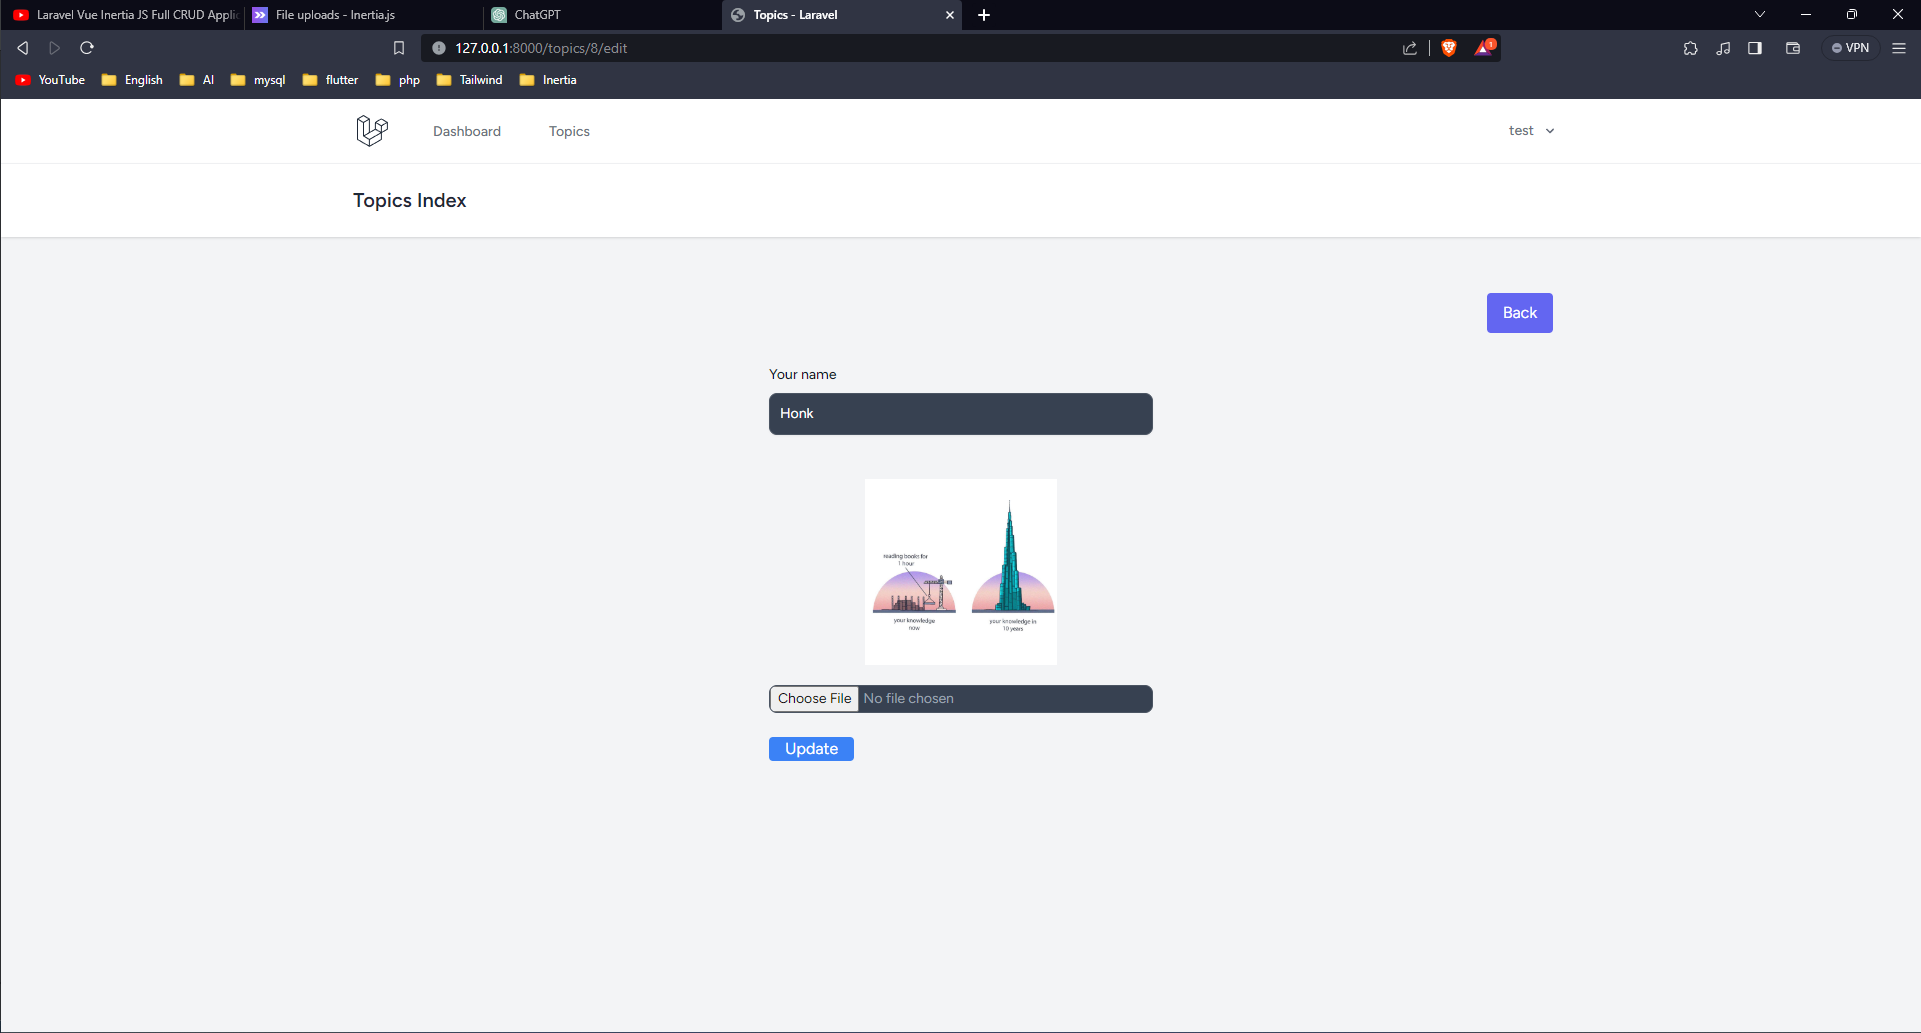 Laravel Vue Inertia JS Full CRUD Applic
File uploads - Inertia.js
ChatGPT
Topics - Laravel
127.0.0.1:8000/topics/8/edit
1
VPN
YouTube
English
AI
mysql
flutter
php
Tailwind
Inertia
Dashboard
Topics
test
Topics Index
Back
Your name
Honk
reading books for
1 hour
your knowledge
now
your knowledge in
10 years
Choose File No file chosen
Update